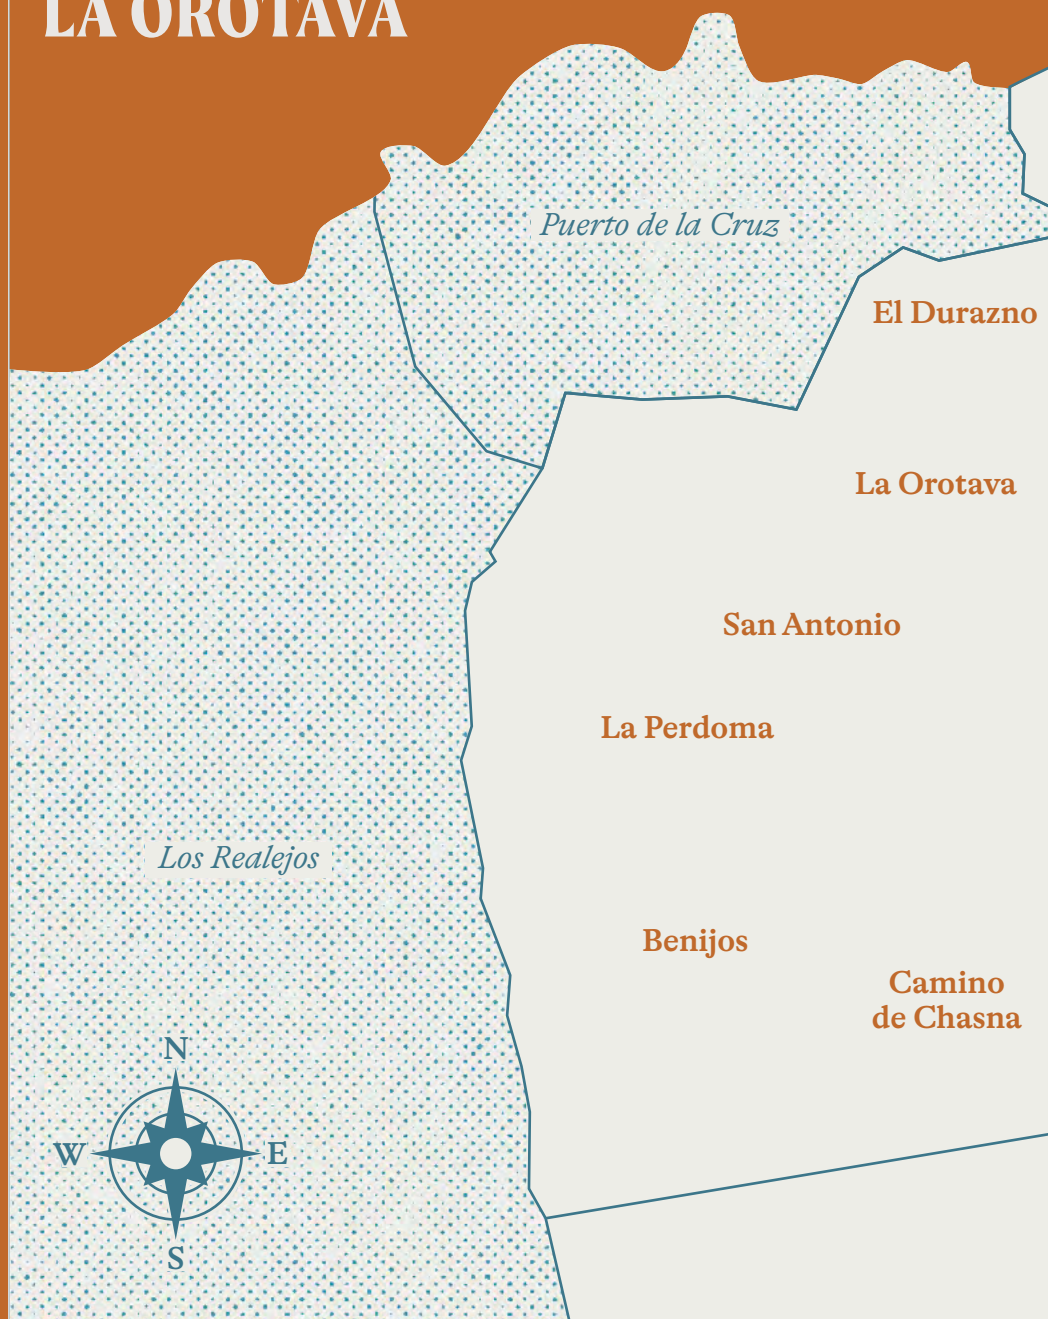 LA OROTAVA
Puerto de la Cruz
El Durazno
La Orotava
San Antonio
La Perdoma
Los Realejos
Benijos
Camino
de Chasna
N
W
E
S